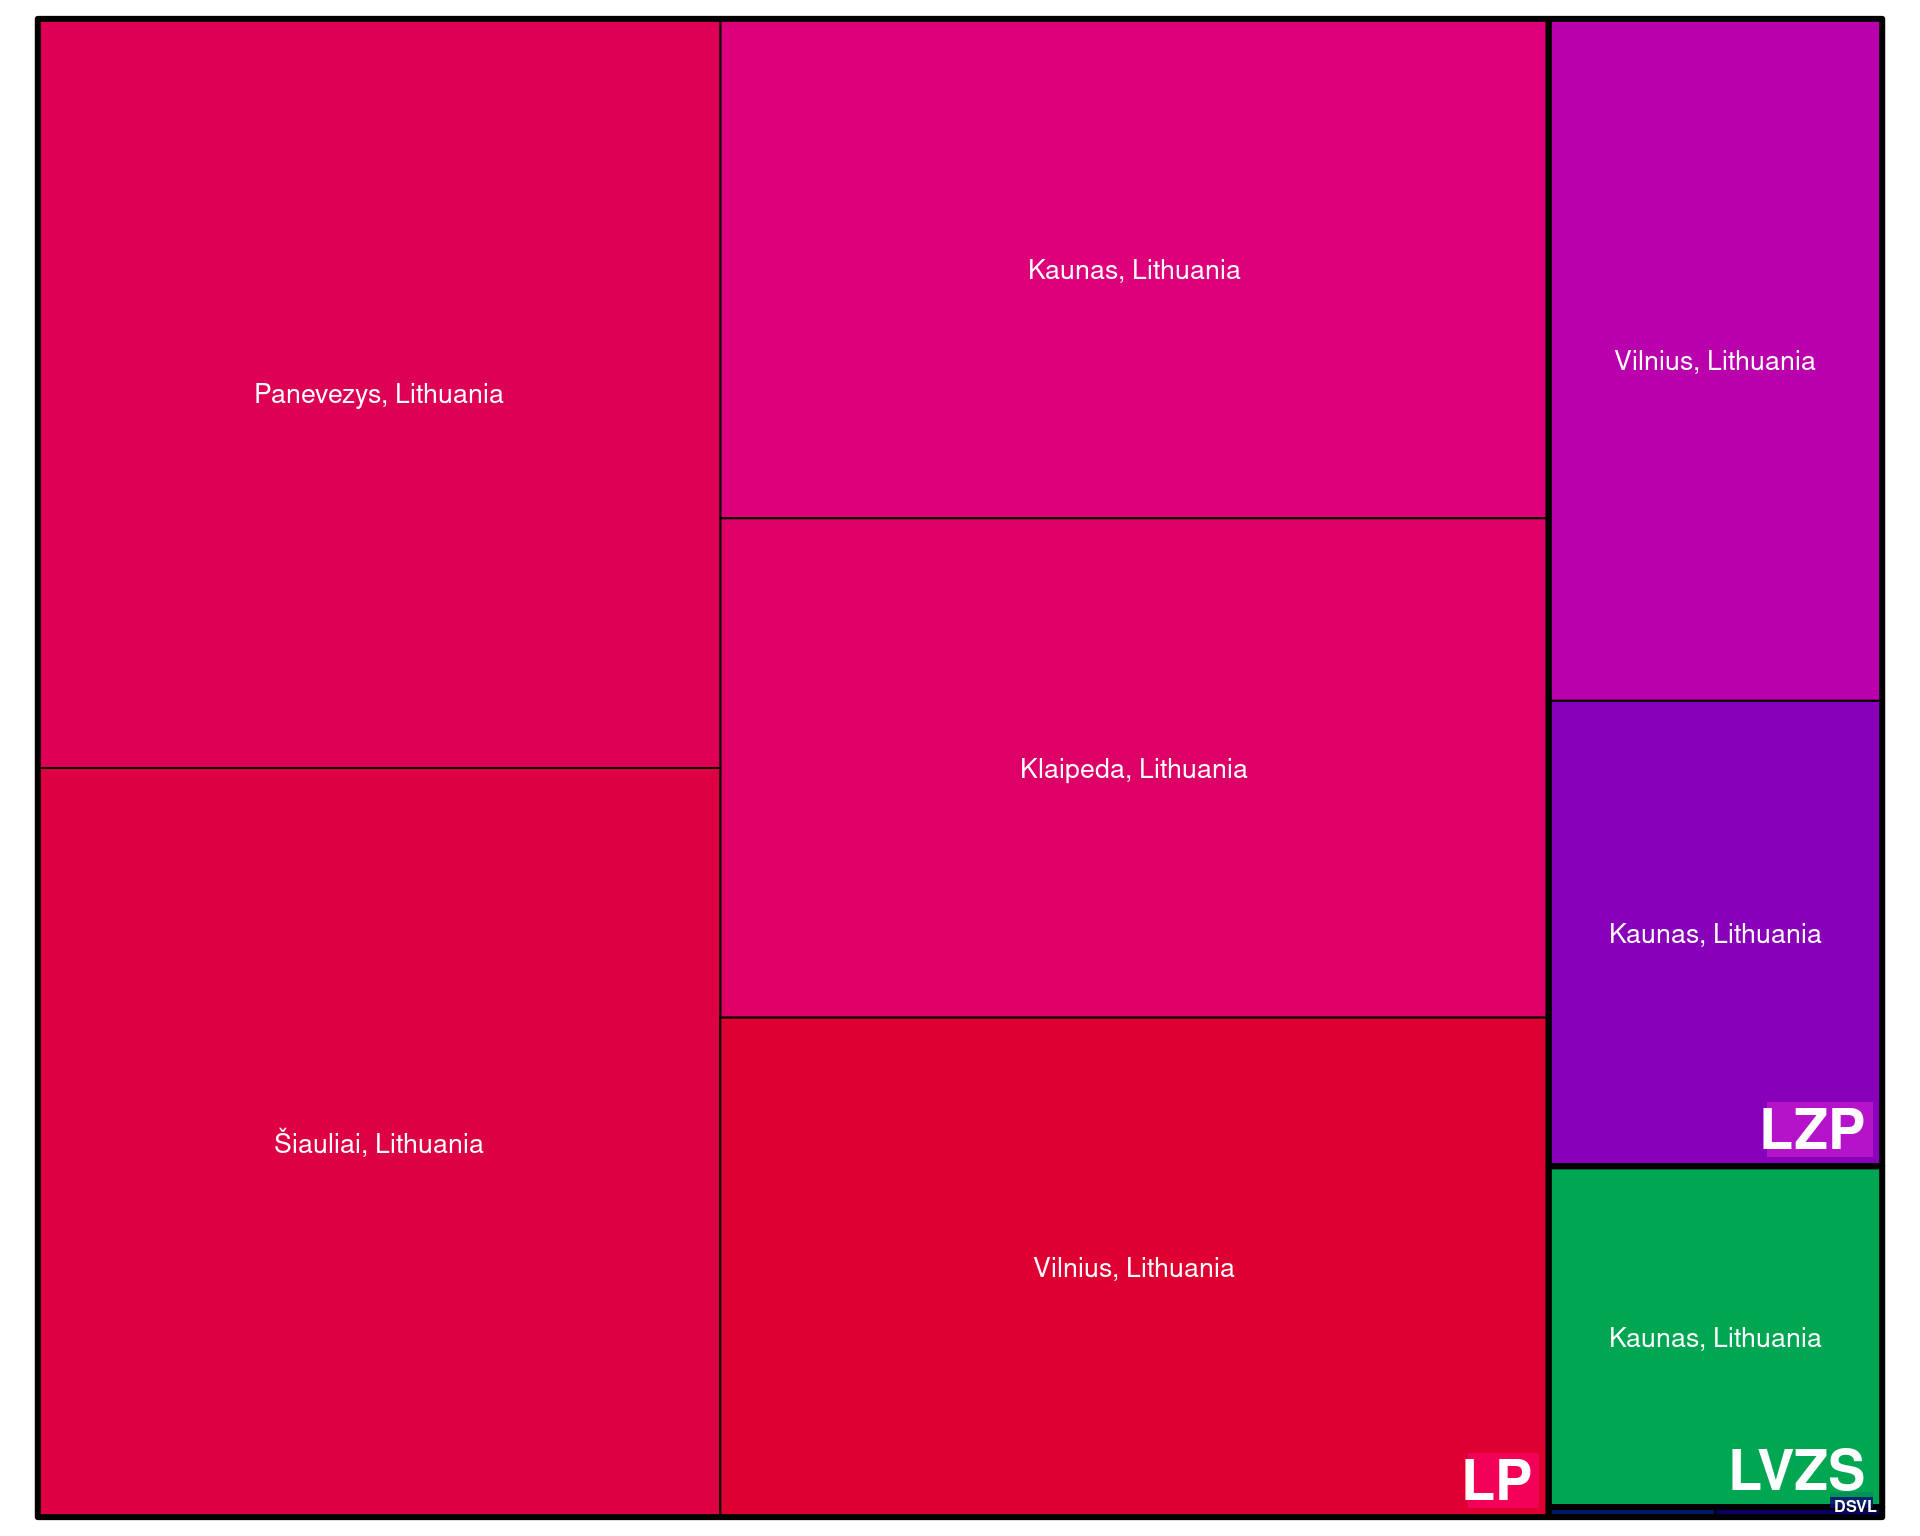 Panevezys, Lithuania
Šiauliai, Lithuania
Kaunas, Lithuania
Klaipeda, Lithuania
Vilnius, Lithuania
LP
Vilnius, Lithuania
Kaunas, Lithuania
LZP
Kaunas, Lithuania
LVZS
DSVL